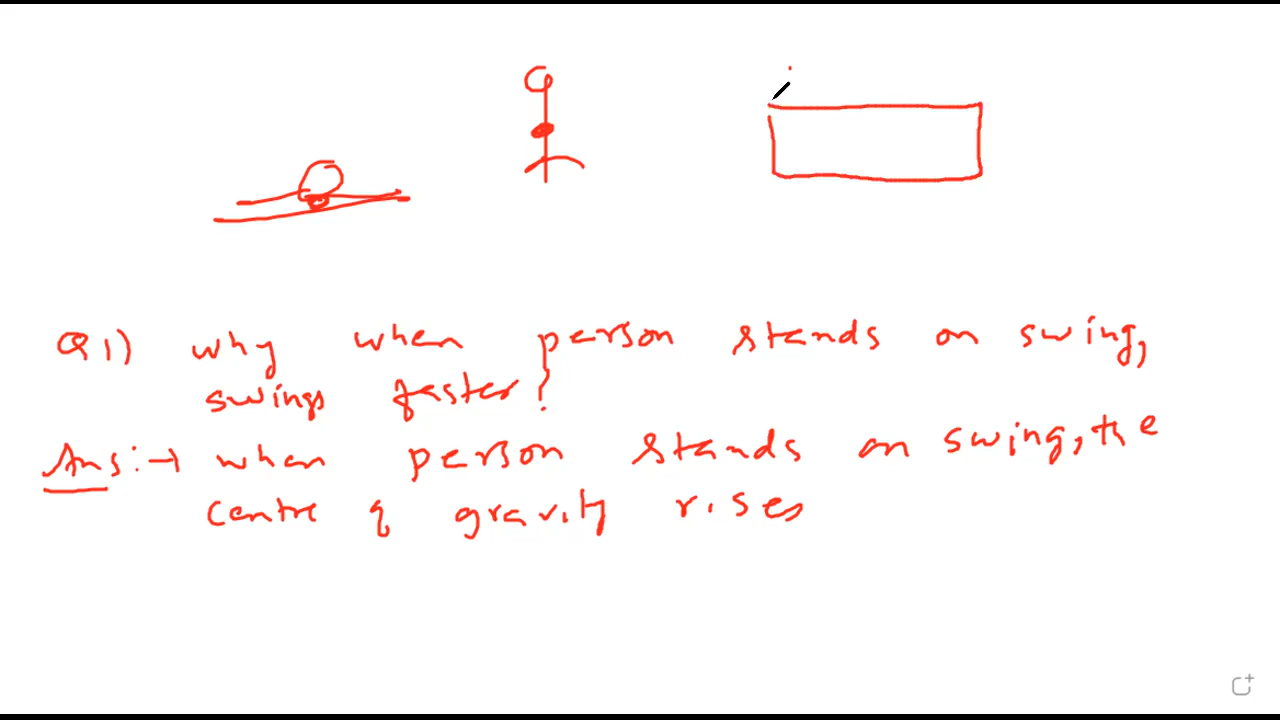 Q1) why when person stands on swing,
swings faster?
Ans:→ when person stands on swing, the
centre of gravity rises